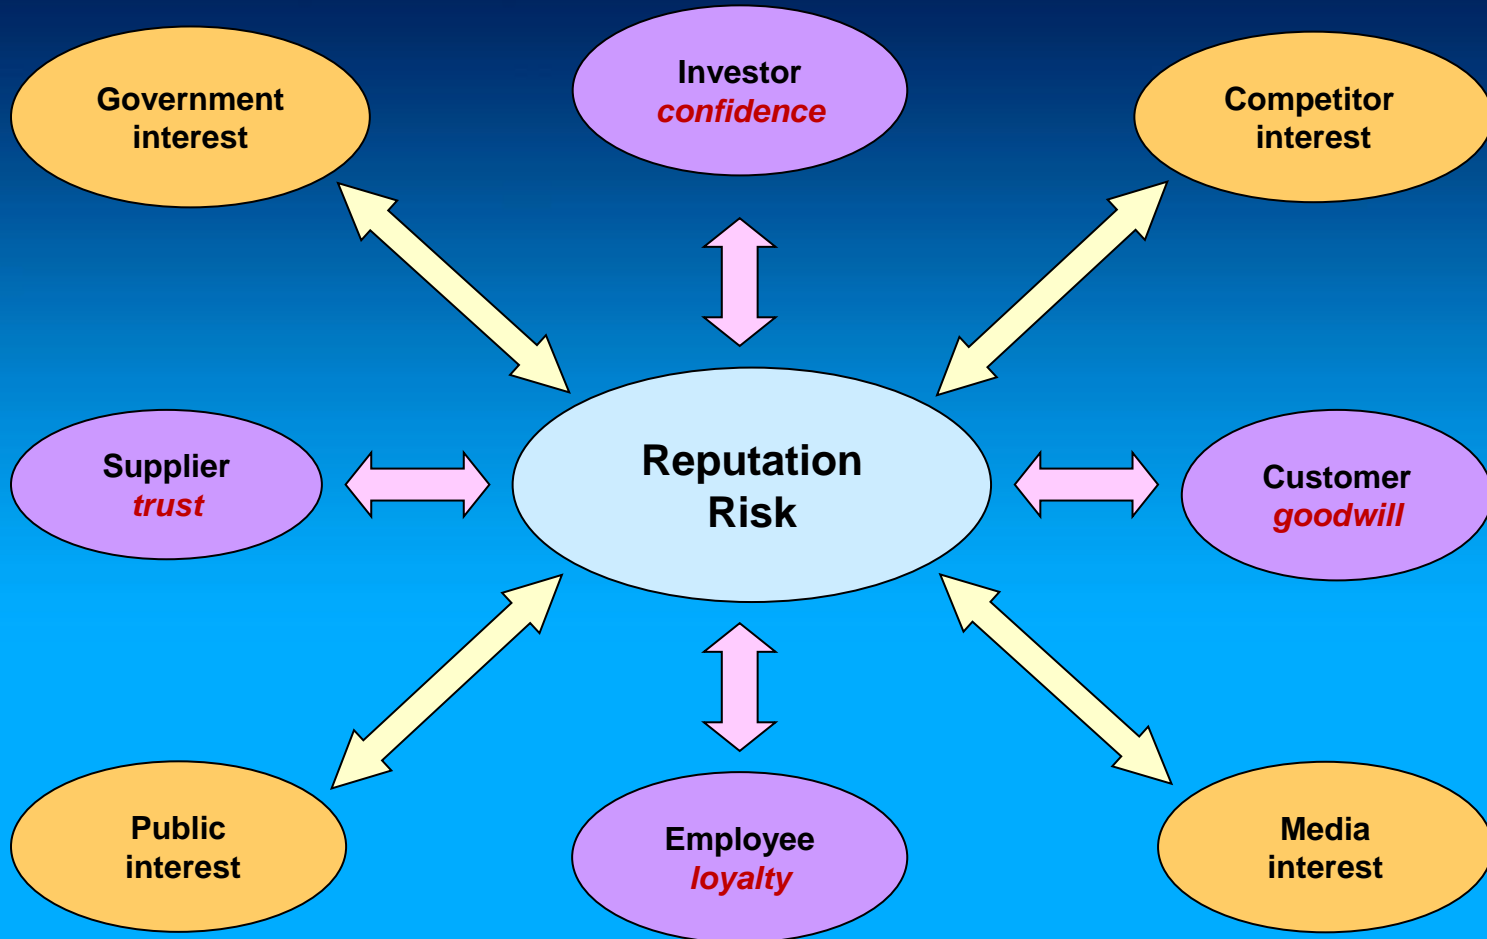 Government
interest
Investor
confidence
Competitor
interest
Supplier
trust
Reputation
Risk
Customer
goodwill
Public
interest
Employee
loyalty
Media
interest